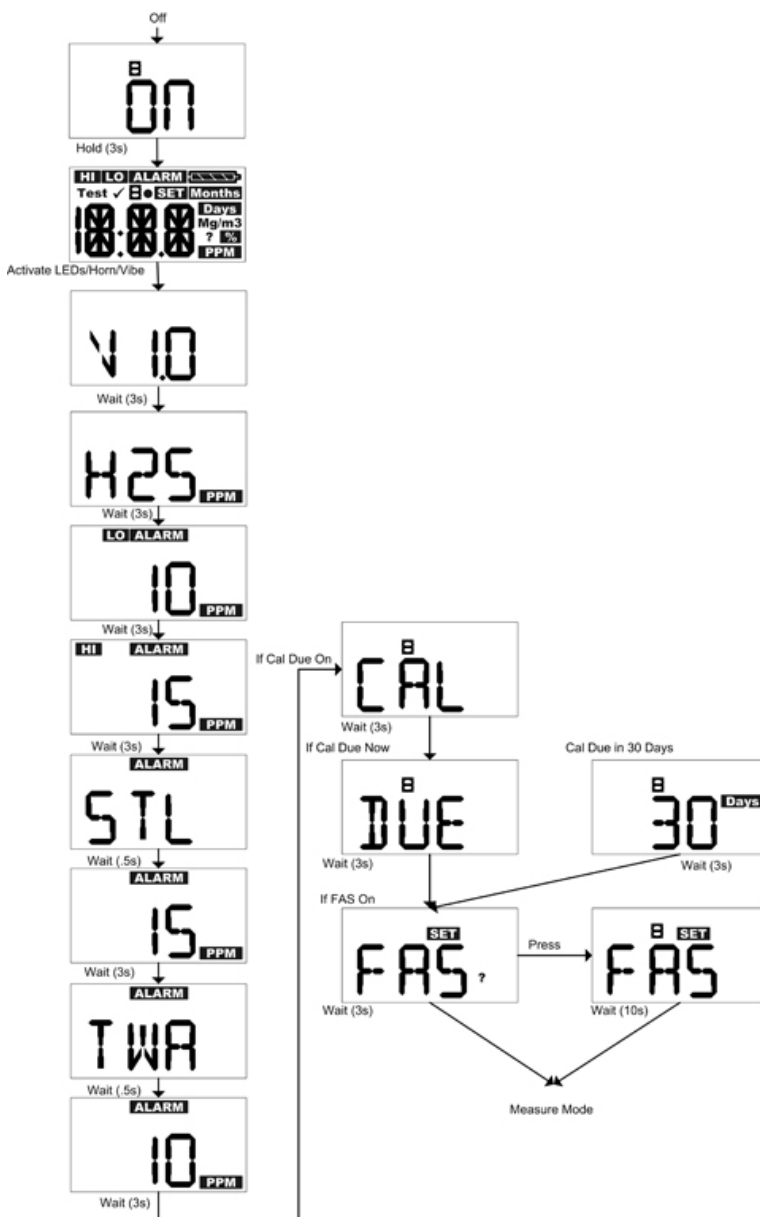 Off
ON
Hold (3s)
HI LO ALARM
Test ✓ SET Months
18:8.8 Days
Mg/m3
? %
PPM
Activate LEDs/Horn/Vibe
V 1.0
Wait (3s)
H2S PPM
Wait (3s)
LO ALARM
10 PPM
Wait (3s)
HI ALARM
15 PPM
Wait (3s)
ALARM
STL
Wait (.5s)
ALARM
15 PPM
Wait (3s)
ALARM
TWA
Wait (.5s)
ALARM
10 PPM
Wait (3s)
If Cal Due On
CAL
Wait (3s)
If Cal Due Now
DUE
Wait (3s)
Cal Due in 30 Days
30 Days
Wait (3s)
If FAS On
SET
FAS ?
Wait (3s)
Press
SET
FAS
Wait (10s)
Measure Mode